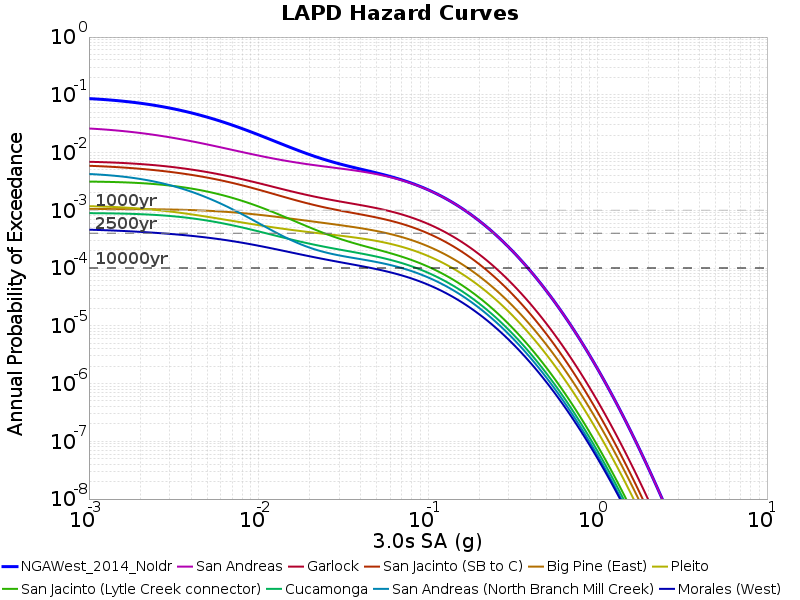 LAPD Hazard Curves
Annual Probability of Exceedance
10^0
10^-1
10^-2
10^-3
10^-4
10^-5
10^-6
10^-7
10^-8
1000yr
2500yr
10000yr
10^-3 10^-2 10^-1 10^0 10^1
3.0s SA (g)
NGAWest_2014_NoIdr San Andreas Garlock San Jacinto (SB to C) Big Pine (East) Pleito
San Jacinto (Lytle Creek connector) Cucamonga San Andreas (North Branch Mill Creek) Morales (West)